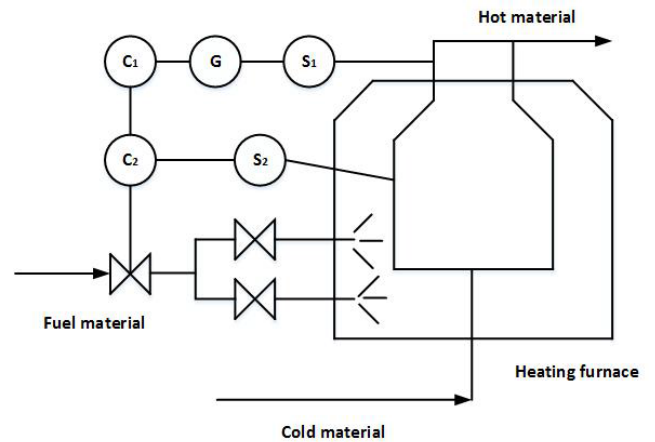 Hot material
C1
G
S1
C2
S2
Fuel material
Heating furnace
Cold material